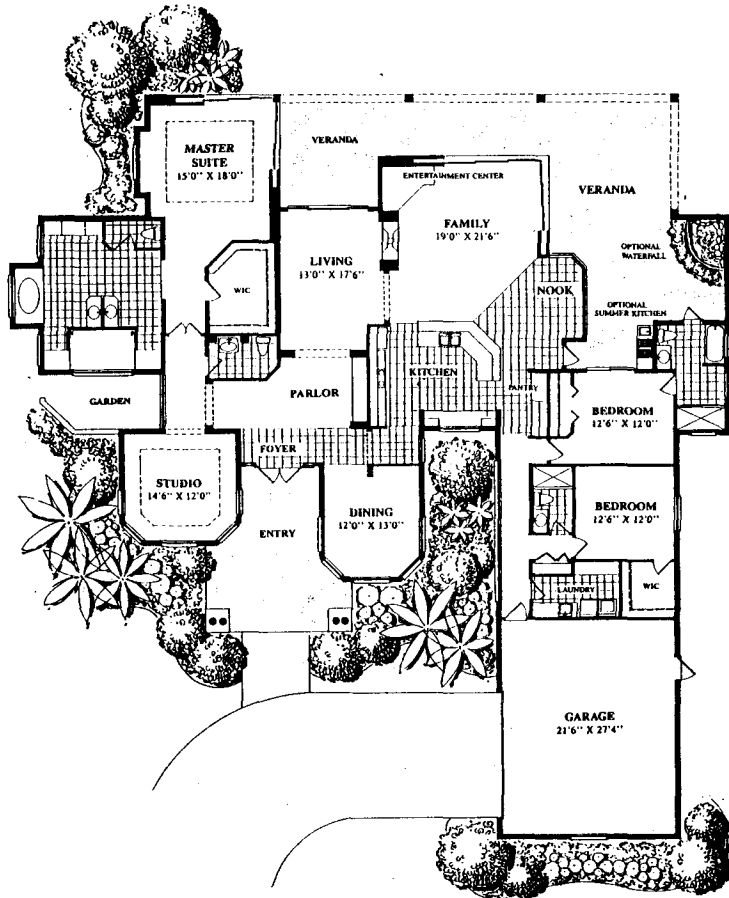 MASTER
SUITE
15'0" X 18'0"
VERANDA
ENTERTAINMENT CENTER
FAMILY
19'0" X 21'6"
VERANDA
LIVING
13'0" X 17'6"
OPTIONAL
WATERFALL
WIC
NOOK
OPTIONAL
SUMMER KITCHEN
KITCHEN
PANTRY
GARDEN
PARLOR
BEDROOM
12'6" X 12'0"
FOYER
STUDIO
14'6" X 12'0"
DINING
12'0" X 13'0"
ENTRY
BEDROOM
12'6" X 12'0"
LAUNDRY
WIC
GARAGE
21'6" X 27'4"